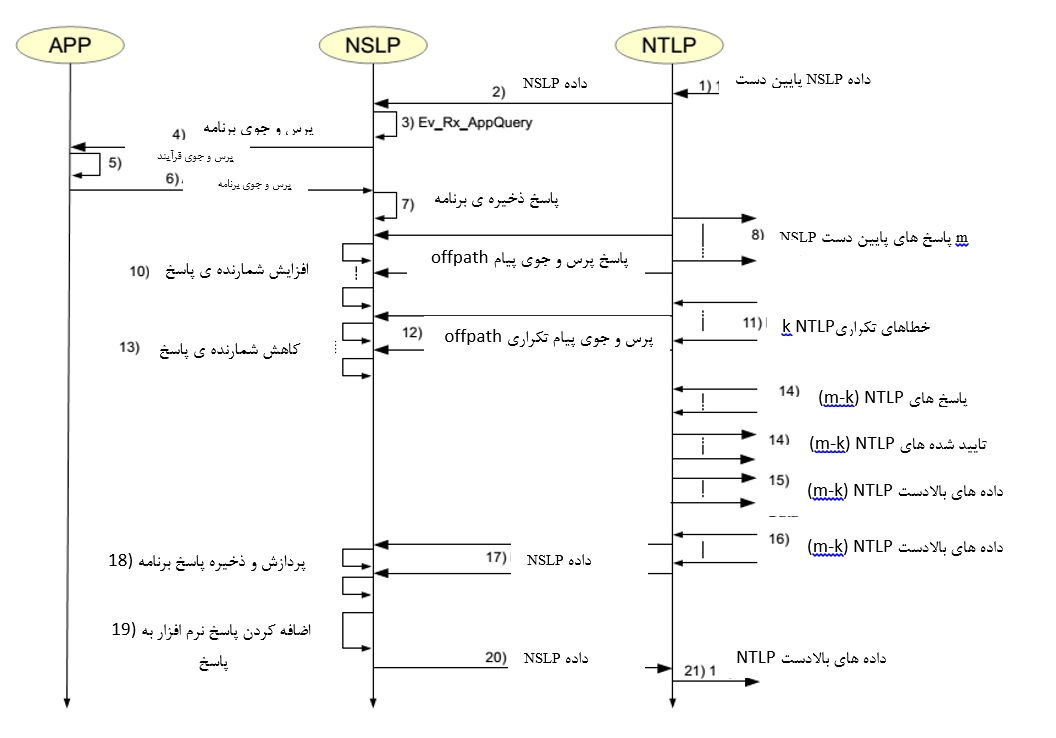 APP
NSLP
NTLP
1) 1 داده NSLP پایین دست
2) داده NSLP
3) Ev_Rx_AppQuery
4) پرس و جوی برنامه
5) پرس و جوی فرآیند
6) پرس و جوی برنامه
7) پاسخ ذخیره ی برنامه
8) m پاسخ های پایین دست NSLP
پاسخ پرس و جوی پیام offpath
10) افزایش شمارنده ی پاسخ
11) خطاهای تکراری k NTLP
12) پرس و جوی پیام تکراری offpath
13) کاهش شمارنده ی پاسخ
14) پاسخ های NTLP (m-k)
14) تایید شده های NTLP (m-k)
15) داده های بالادست NTLP (m-k)
16) داده های بالادست NTLP (m-k)
17) داده NSLP
18) پردازش و ذخیره پاسخ برنامه
19) اضافه کردن پاسخ نرم افزار به
پاسخ
20) داده NSLP
21) 1 داده های بالادست NTLP